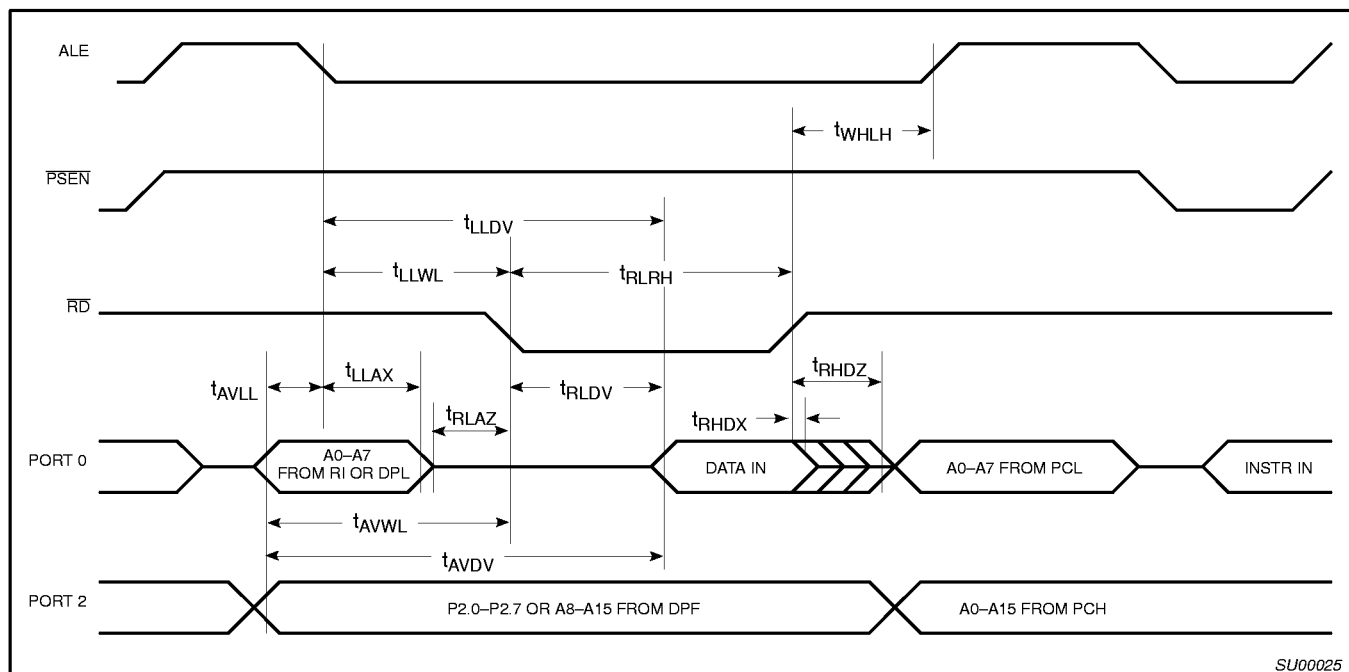 ALE
tWHLH
PSEN
tLLDV
tLLWL
tRLRH
RD
tAVLL
tLLAX
tRLAZ
tRLDV
tRHDZ
tRHDX
PORT 0
A0–A7
FROM RI OR DPL
DATA IN
A0–A7 FROM PCL
INSTR IN
tAVWL
tAVDV
PORT 2
P2.0–P2.7 OR A8–A15 FROM DPF
A0–A15 FROM PCH
SU00025